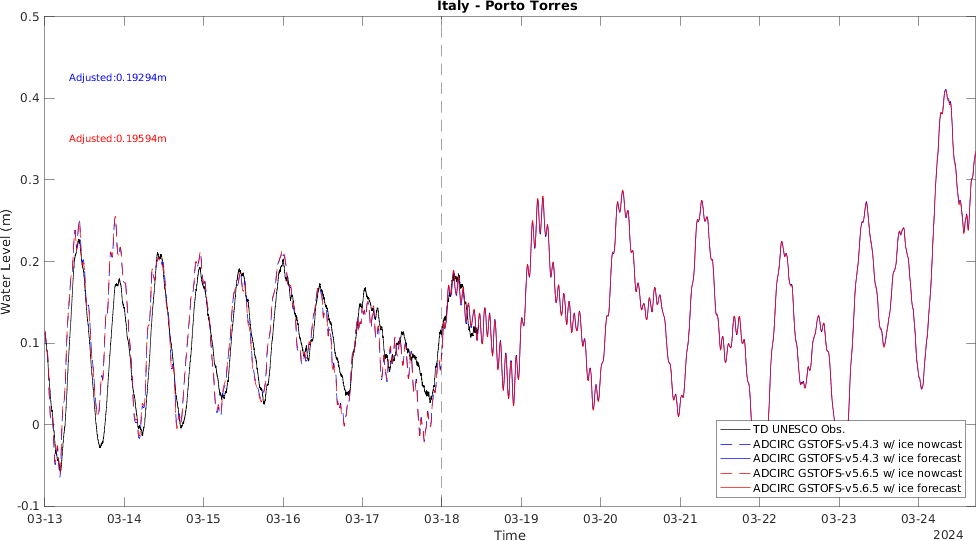 Italy - Porto Torres
Water Level (m)
0.5
0.4
0.3
0.2
0.1
0
-0.1
Adjusted:0.19294m
Adjusted:0.19594m
TD UNESCO Obs.
ADCIRC GSTOFS-v5.4.3 w/ ice nowcast
ADCIRC GSTOFS-v5.4.3 w/ ice forecast
ADCIRC GSTOFS-v5.6.5 w/ ice nowcast
ADCIRC GSTOFS-v5.6.5 w/ ice forecast
03-13 03-14 03-15 03-16 03-17 03-18 03-19 03-20 03-21 03-22 03-23 03-24
Time
2024